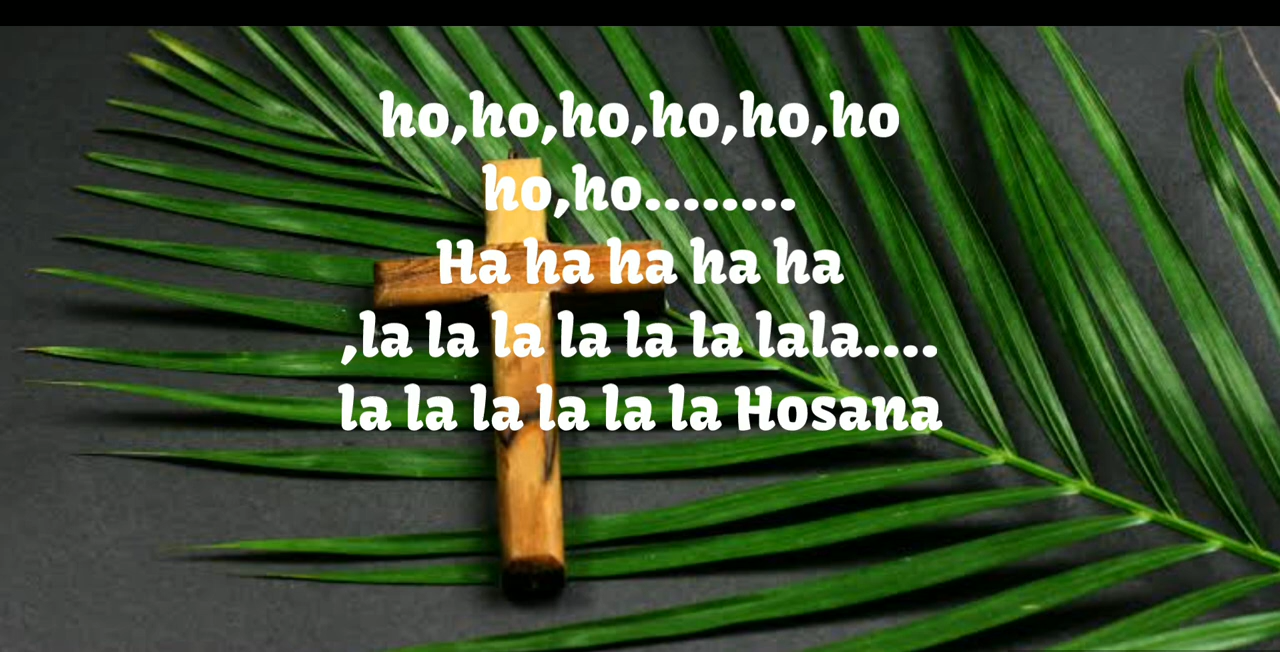 ho,ho,ho,ho,ho,ho
ho,ho........
Ha ha ha ha ha
,la la la la la la lala....
la la la la la la Hosana